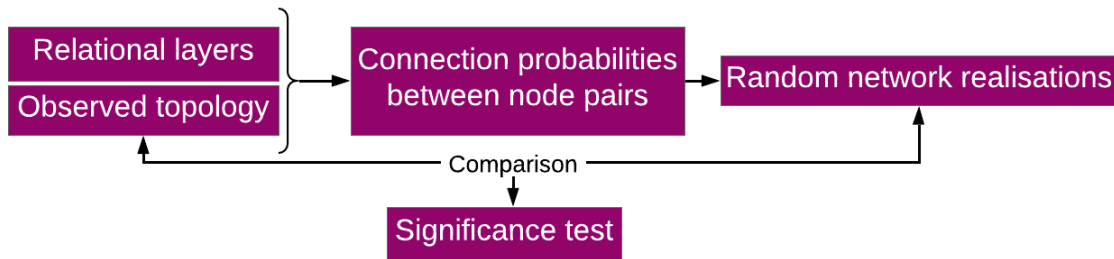 Relational layers
Observed topology
Connection probabilities
between node pairs
Random network realisations
Comparison
Significance test